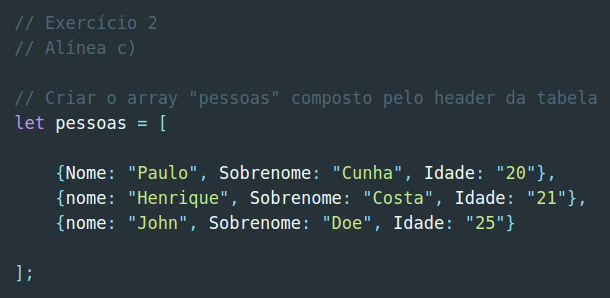 // Exercício 2
// Alínea c)
// Criar o array "pessoas" composto pelo header da tabela
let pessoas = [
{Nome: "Paulo", Sobrenome: "Cunha", Idade: "20"},
{nome: "Henrique", Sobrenome: "Costa", Idade: "21"},
{nome: "John", Sobrenome: "Doe", Idade: "25"}
];